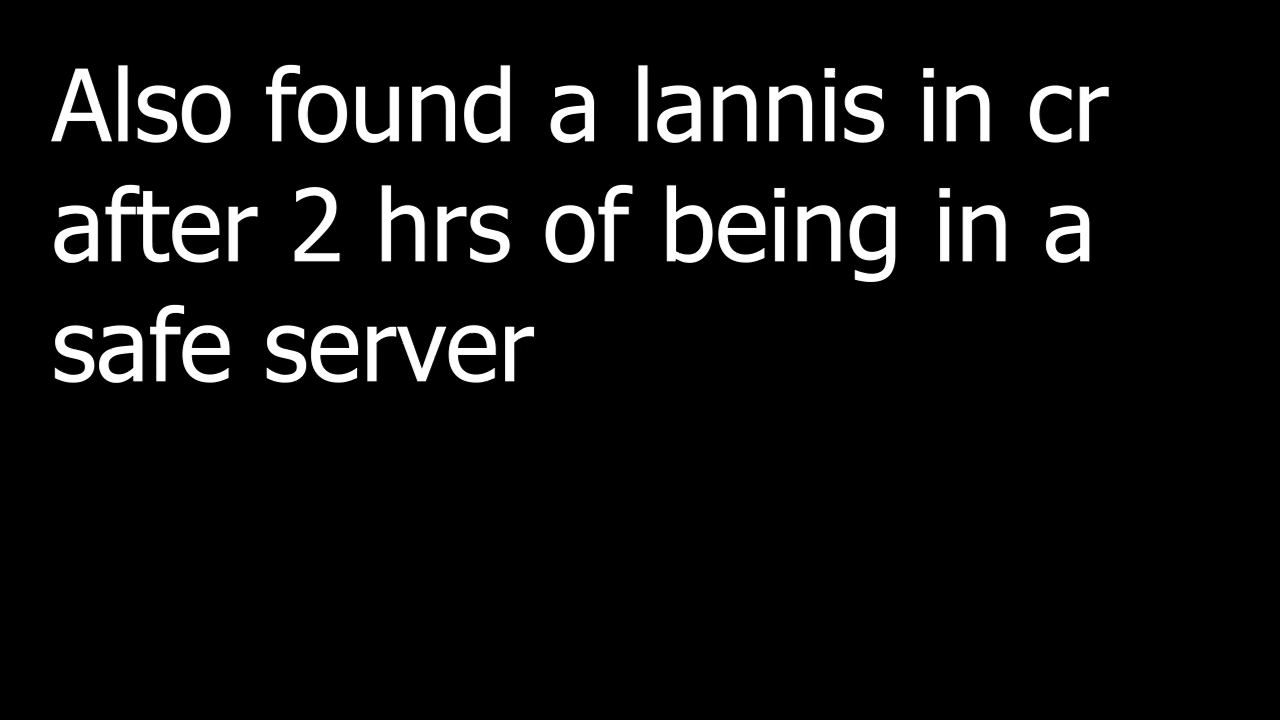 Also found a lannis in cr
after 2 hrs of being in a
safe server